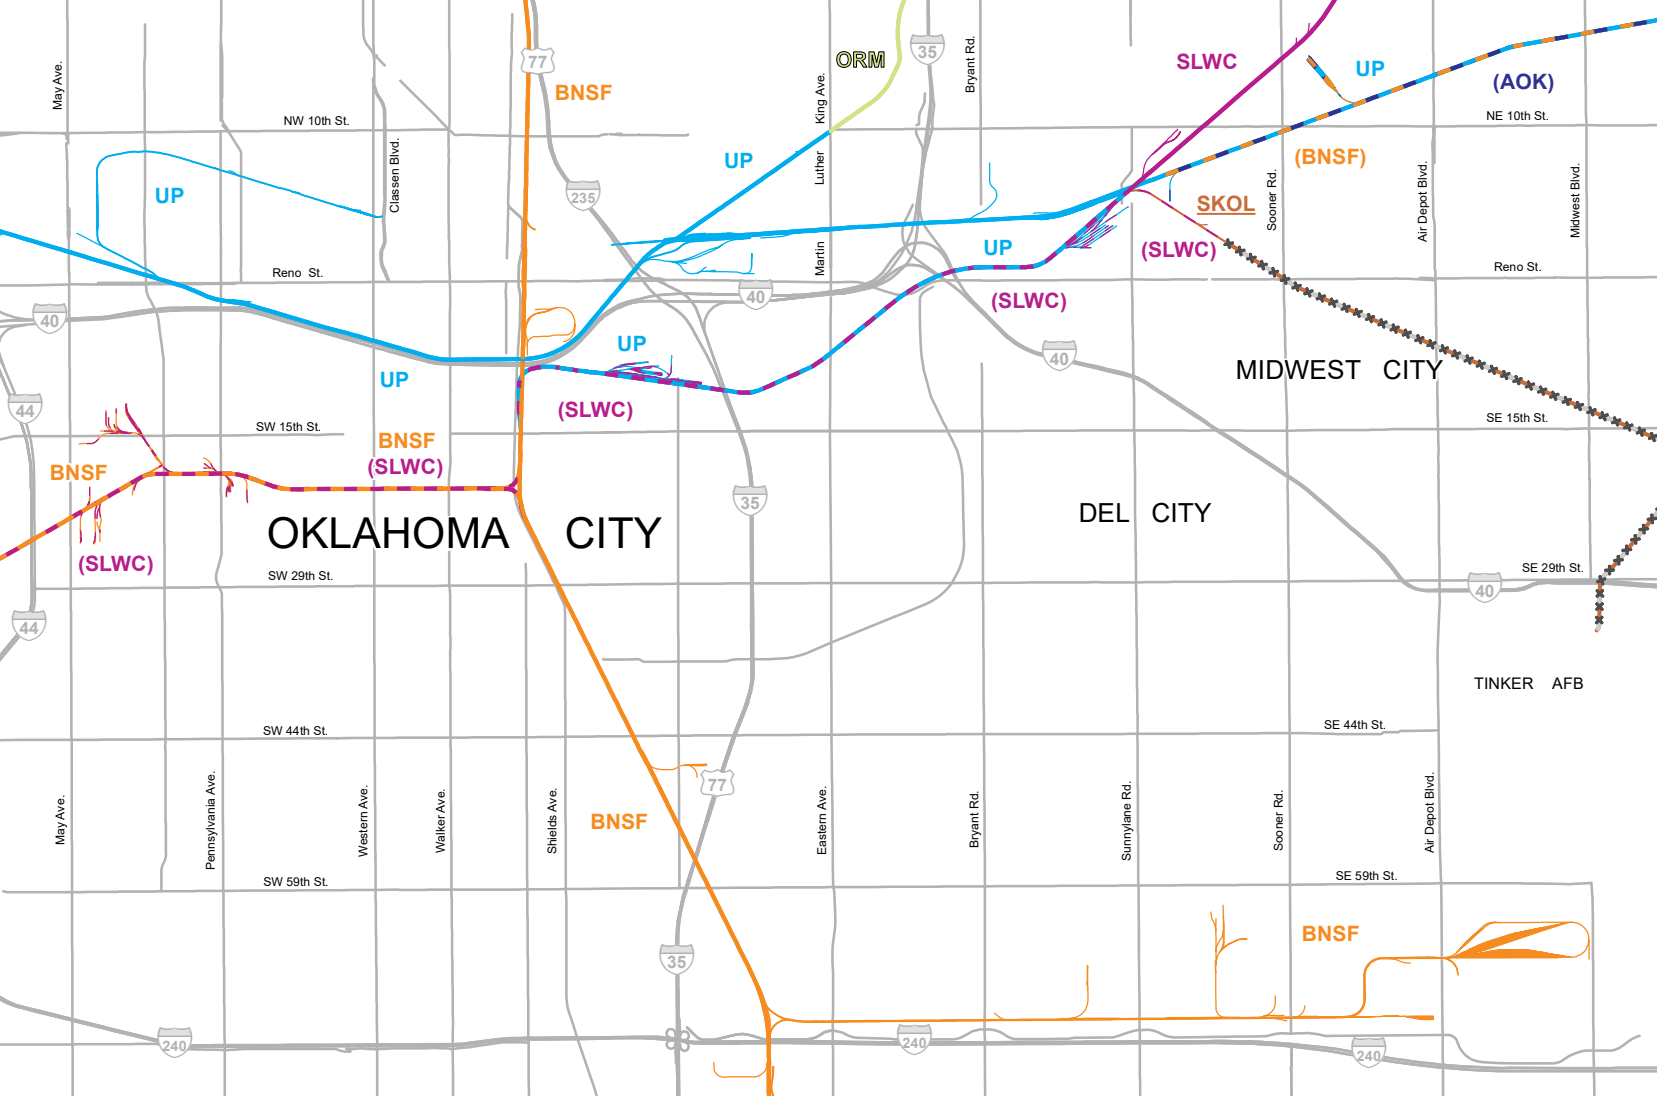 May Ave.
77
BNSF
ORM
King Ave.
35
Bryant Rd.
SLWC
UP
(AOK)
NW 10th St.
NE 10th St.
UP
Classen Blvd.
235
UP
Luther
(BNSF)
Sooner Rd.
Air Depot Blvd.
Midwest Blvd.
SKOL
(SLWC)
Martin
UP
Reno St.
Reno St.
40
40
(SLWC)
UP
40
MIDWEST CITY
UP
44
(SLWC)
SW 15th St.
SE 15th St.
BNSF
(SLWC)
BNSF
35
OKLAHOMA CITY
DEL CITY
(SLWC)
SW 29th St.
SE 29th St.
40
44
TINKER AFB
SW 44th St.
SE 44th St.
77
May Ave.
Pennsylvania Ave.
Western Ave.
Walker Ave.
Shields Ave.
BNSF
Eastern Ave.
Bryant Rd.
Sunnylane Rd.
Sooner Rd.
Air Depot Blvd.
SW 59th St.
SE 59th St.
BNSF
35
240
240
240